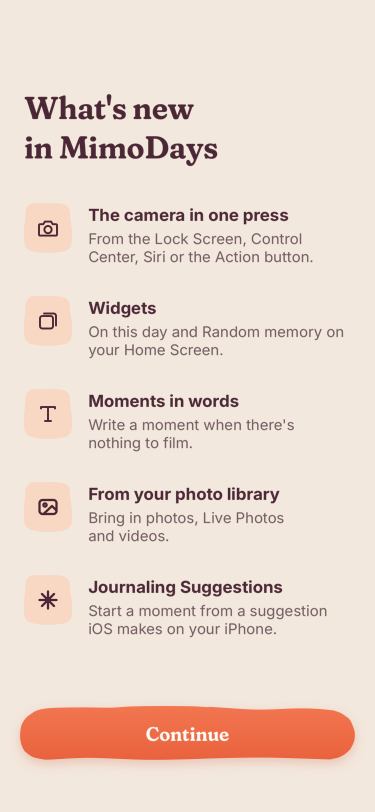 What's new
in MimoDays
The camera in one press
From the Lock Screen, Control
Center, Siri or the Action button.
Widgets
On this day and Random memory on
your Home Screen.
Moments in words
Write a moment when there's
nothing to film.
From your photo library
Bring in photos, Live Photos
and videos.
Journaling Suggestions
Start a moment from a suggestion
iOS makes on your iPhone.
Continue